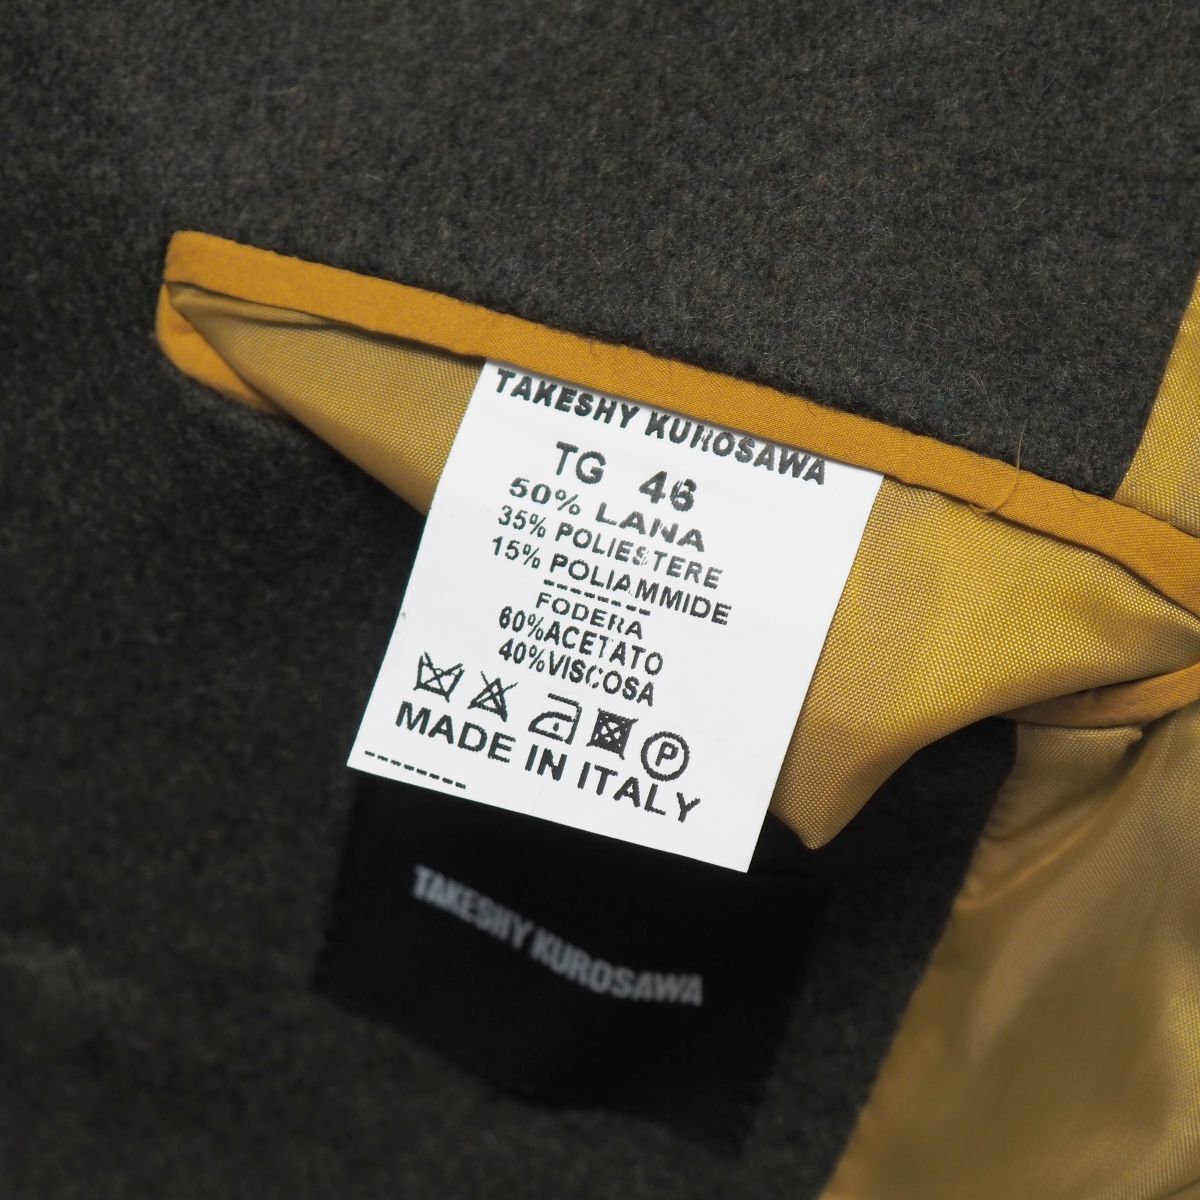 TAKESHY KUROSAWA
TG 46
50% LANA
35% POLIESTERE
15% POLIAMMIDE
--------
FODERA
60%ACETATO
40%VISCOSA
P
MADE IN ITALY
--------
TAKESHY KUROSAWA